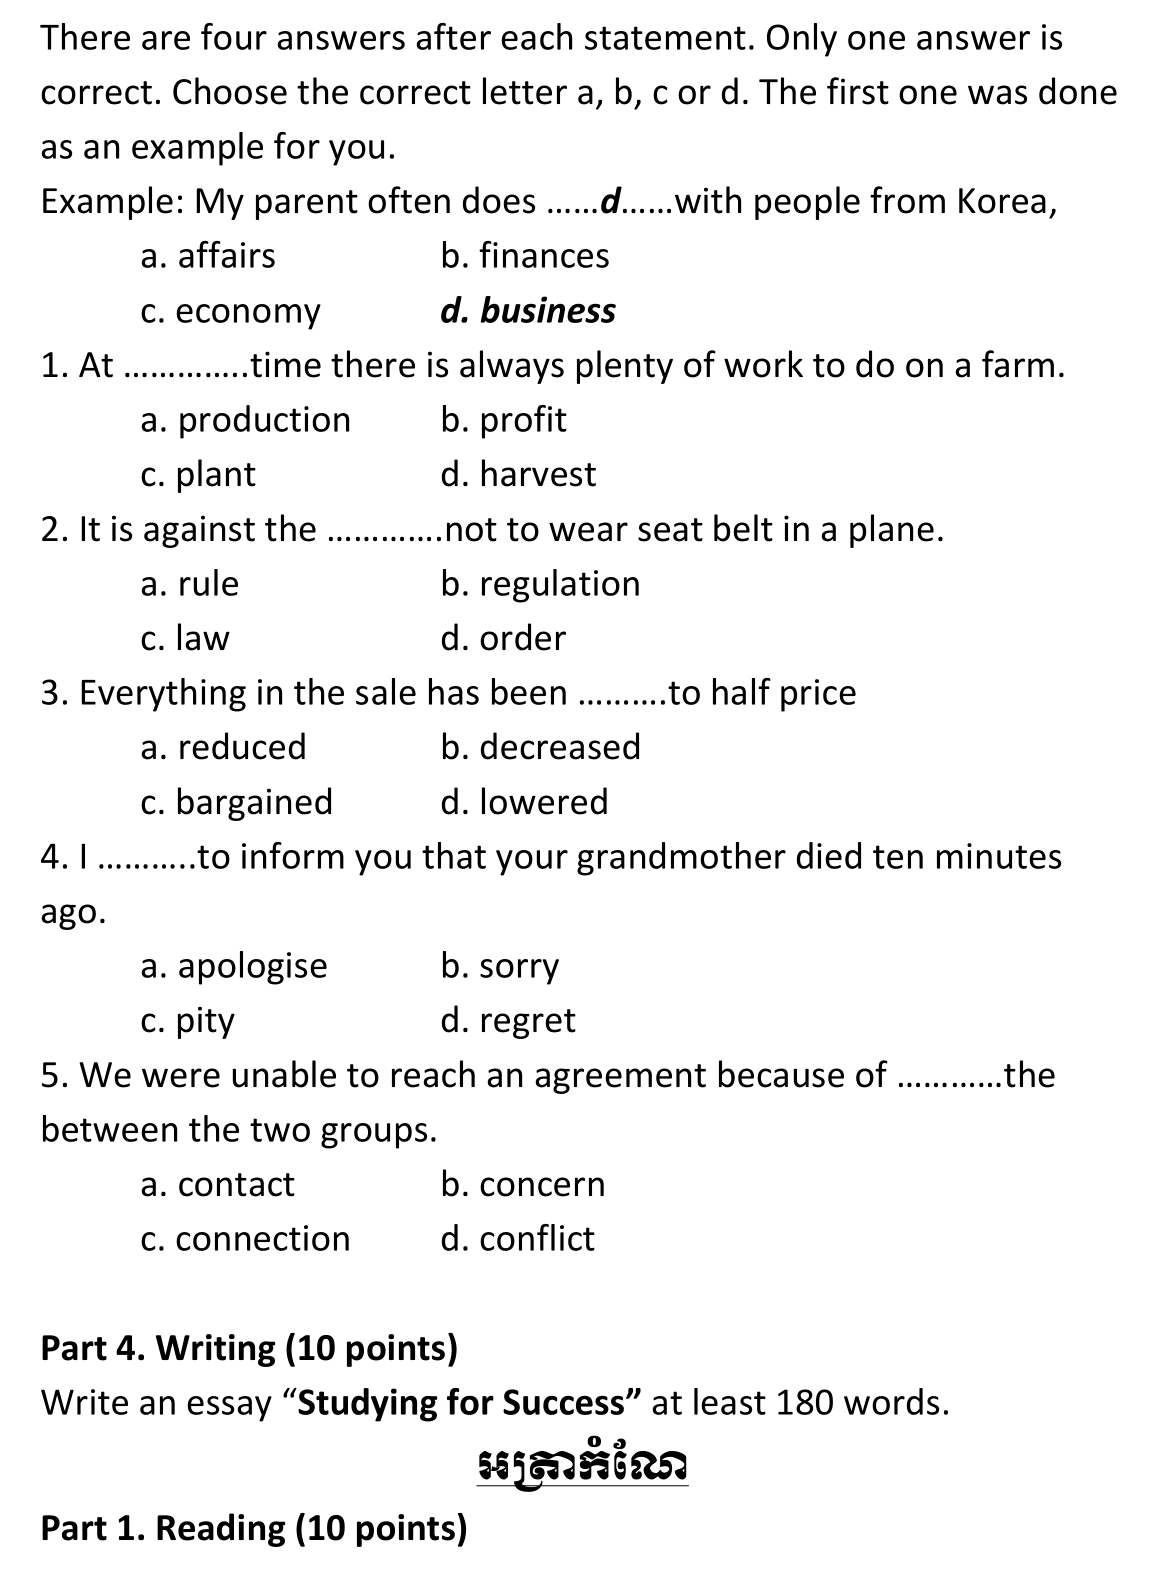 There are four answers after each statement. Only one answer is
correct. Choose the correct letter a, b, c or d. The first one was done
as an example for you.
Example: My parent often does ......d......with people from Korea,
a. affairs b. finances
c. economy d. business
1. At ..............time there is always plenty of work to do on a farm.
a. production b. profit
c. plant d. harvest
2. It is against the .............not to wear seat belt in a plane.
a. rule b. regulation
c. law d. order
3. Everything in the sale has been ..........to half price
a. reduced b. decreased
c. bargained d. lowered
4. I ...........to inform you that your grandmother died ten minutes
ago.
a. apologise b. sorry
c. pity d. regret
5. We were unable to reach an agreement because of ............the
between the two groups.
a. contact b. concern
c. connection d. conflict
Part 4. Writing (10 points)
Write an essay “Studying for Success” at least 180 words.
អត្រាកំណែ
Part 1. Reading (10 points)